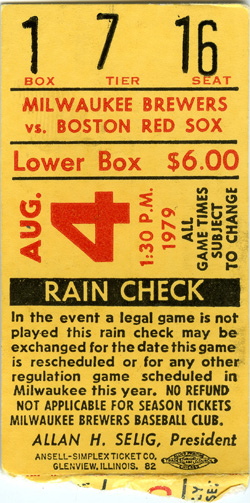 1 7 16
BOX TIER SEAT
MILWAUKEE BREWERS
vs. BOSTON RED SOX
Lower Box $6.00
AUG. 4
1:30 P.M.
1979
ALL
GAME TIMES
SUBJECT
TO CHANGE
RAIN CHECK
In the event a legal game is not
played this rain check may be
exchanged for the date this game
is rescheduled or for any other
regulation game scheduled in
Milwaukee this year. NO REFUND
NOT APPLICABLE FOR SEASON TICKETS
MILWAUKEE BREWERS BASEBALL CLUB.
ALLAN H. SELIG, President
ANSELL-SIMPLEX TICKET CO.
GLENVIEW, ILLINOIS. 82